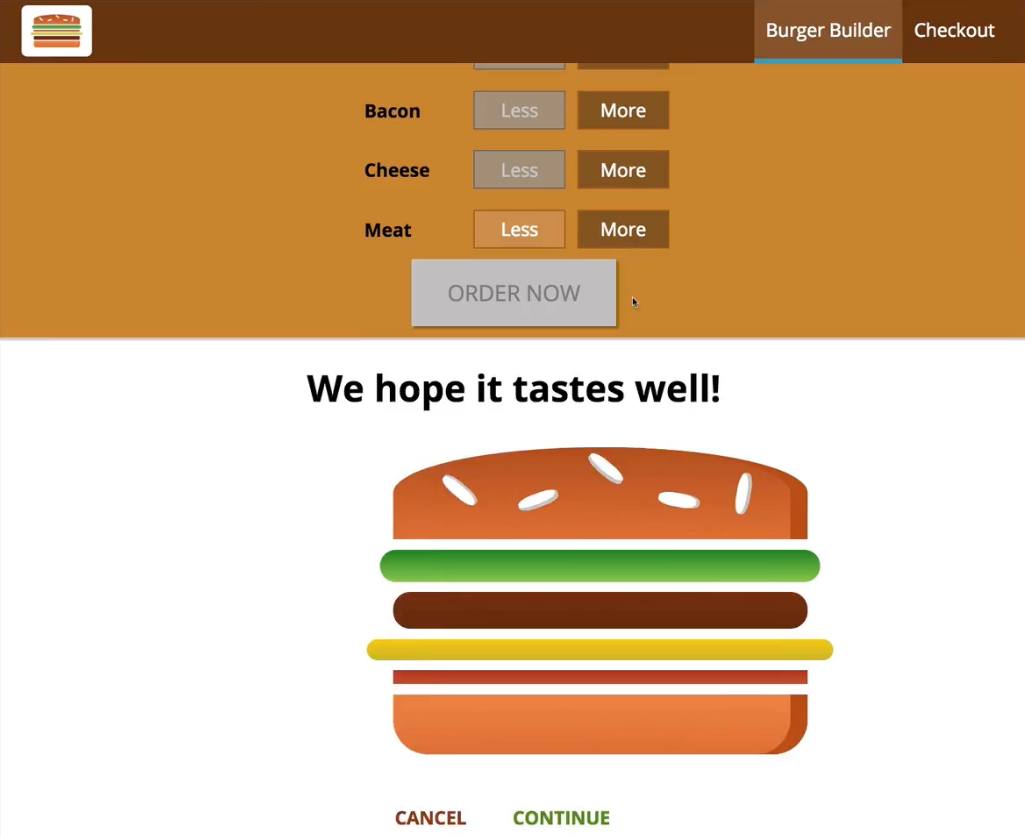 Burger Builder Checkout
Bacon Less More
Cheese Less More
Meat Less More
ORDER NOW
We hope it tastes well!
CANCEL CONTINUE